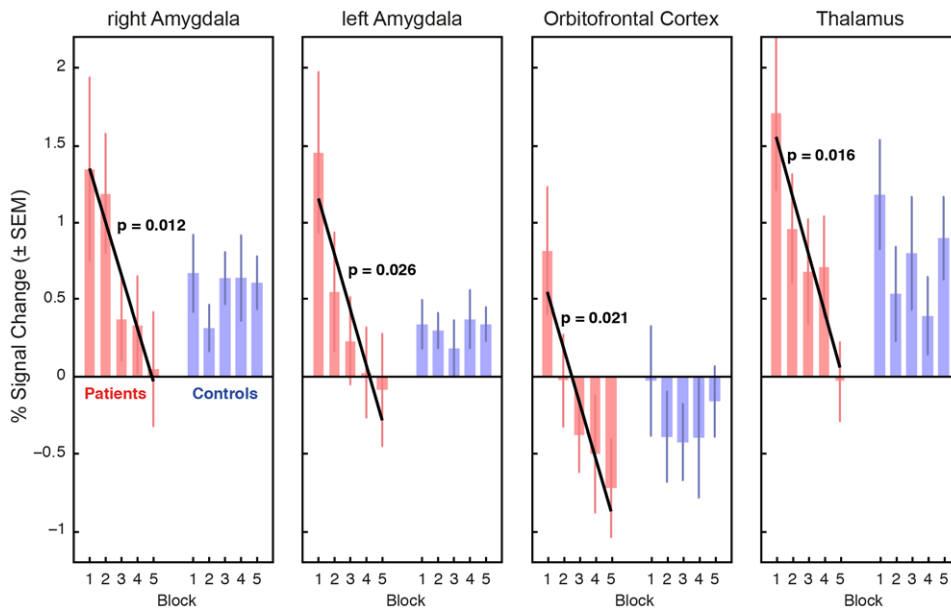 right Amygdala
left Amygdala
Orbitofrontal Cortex
Thalamus
% Signal Change (± SEM)
2
1.5
1
0.5
0
−0.5
−1
p = 0.012
Patients
Controls
p = 0.026
p = 0.021
p = 0.016
1 2 3 4 5 1 2 3 4 5
Block
1 2 3 4 5 1 2 3 4 5
Block
1 2 3 4 5 1 2 3 4 5
Block
1 2 3 4 5 1 2 3 4 5
Block